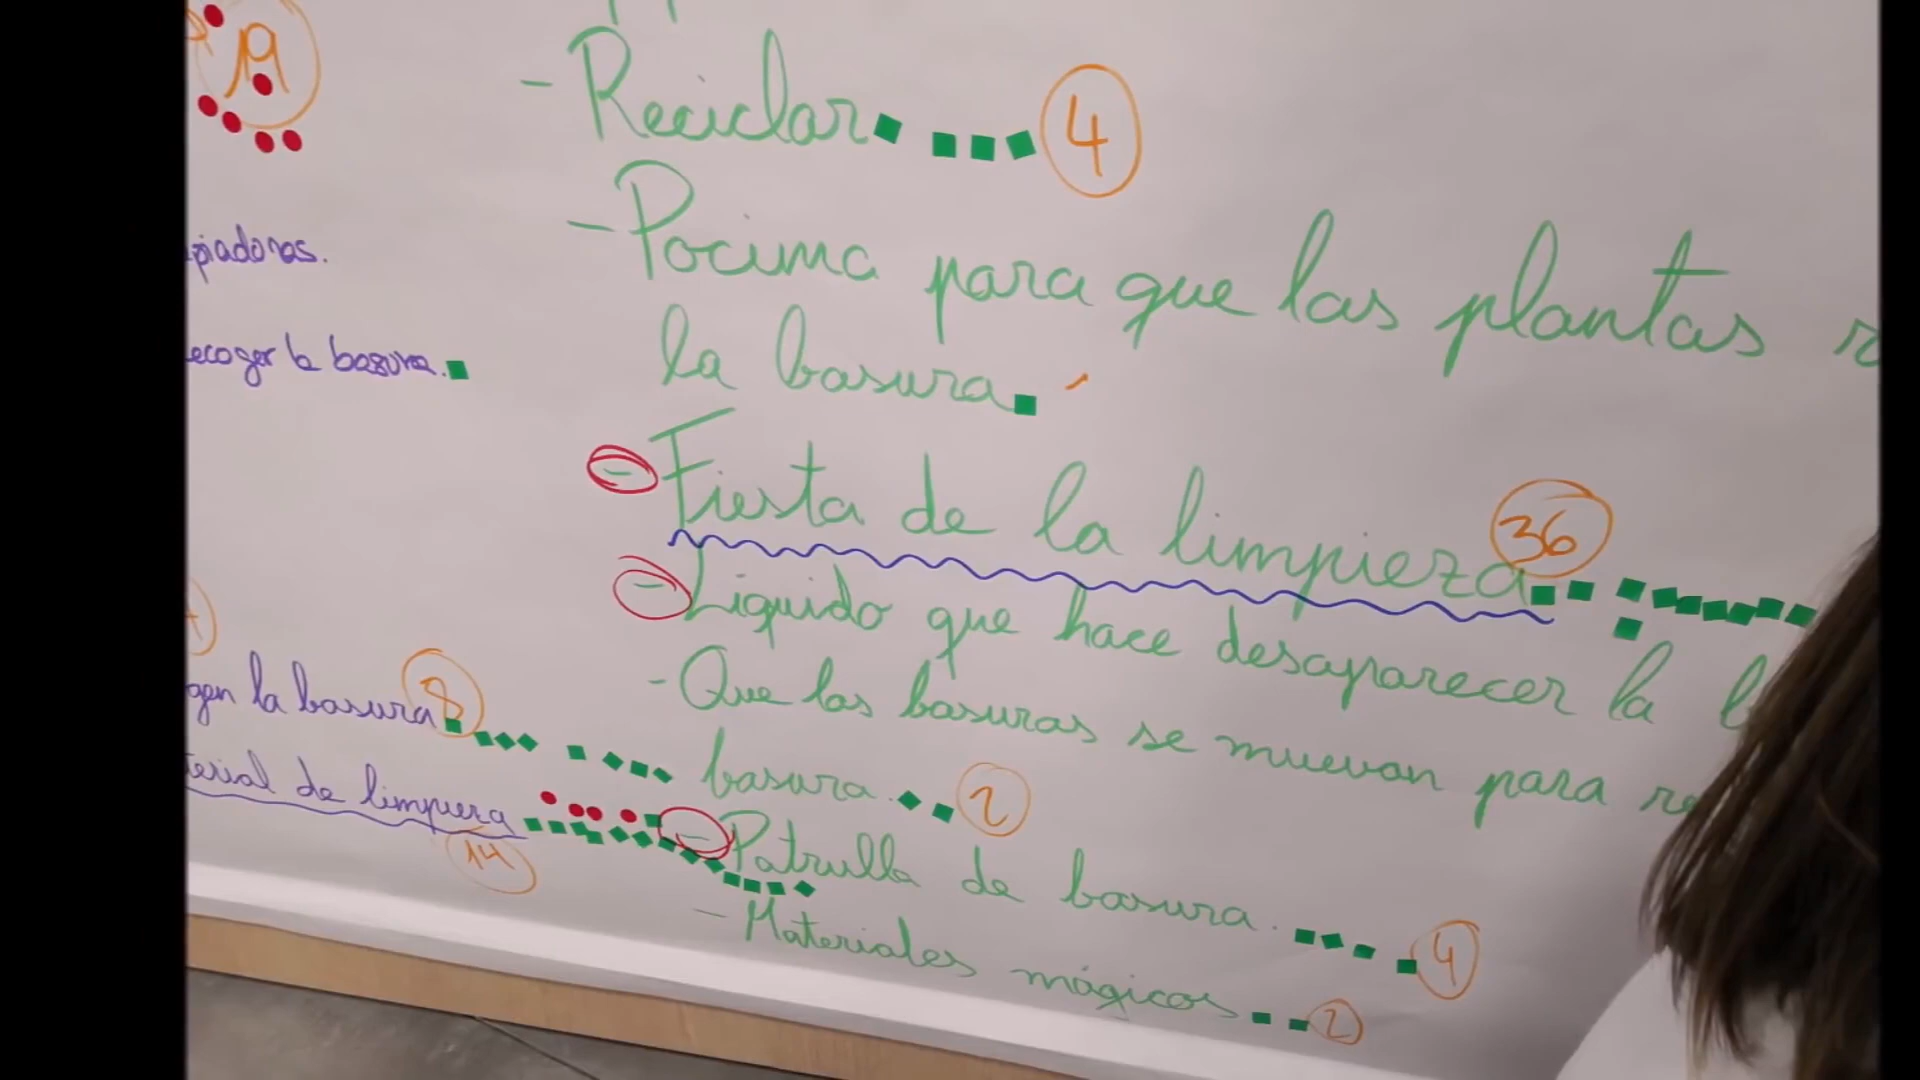 19
- Reciclar 4
- Pocima para que las plantas
la basura.
- Fiesta de la limpieza. 36
- Liquido que hace desaparecer la
- Que las basuras se muevan para
basura. 2
- Patrulla de basura. 4
- Materiales mágicos 2
piadoras.
ecoger la basura.
gen la basura 8
terial de limpieza
14